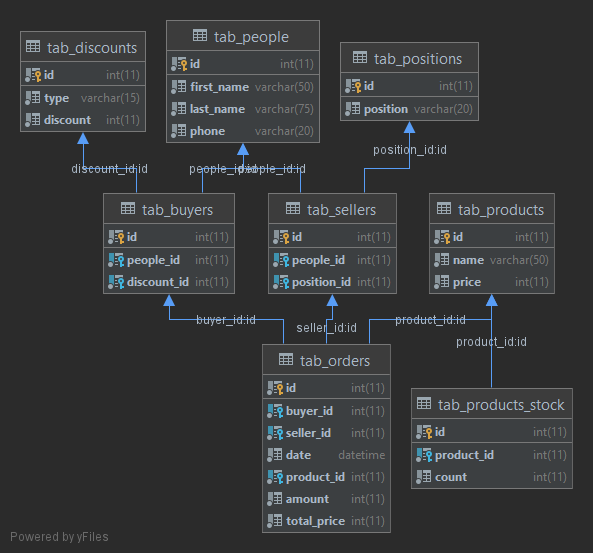 tab_discounts
id int(11)
type varchar(15)
discount int(11)
tab_people
id int(11)
first_name varchar(50)
last_name varchar(75)
phone varchar(20)
tab_positions
id int(11)
position varchar(20)
discount_id:id
people_id:id
people_id:id
position_id:id
tab_buyers
id int(11)
people_id int(11)
discount_id int(11)
tab_sellers
id int(11)
people_id int(11)
position_id int(11)
tab_products
id int(11)
name varchar(50)
price int(11)
buyer_id:id
seller_id:id
product_id:id
product_id:id
tab_orders
id int(11)
buyer_id int(11)
seller_id int(11)
date datetime
product_id int(11)
amount int(11)
total_price int(11)
tab_products_stock
id int(11)
product_id int(11)
count int(11)
Powered by yFiles